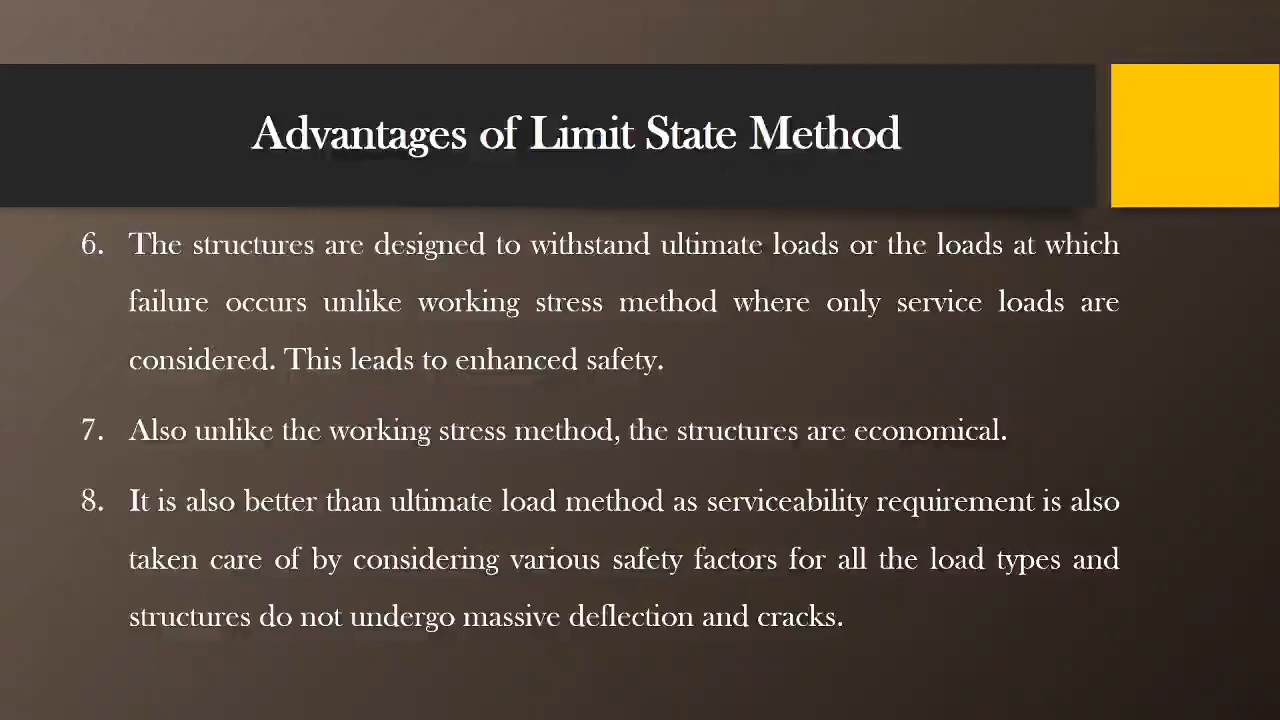 Advantages of Limit State Method
6. The structures are designed to withstand ultimate loads or the loads at which
failure occurs unlike working stress method where only service loads are
considered. This leads to enhanced safety.
7. Also unlike the working stress method, the structures are economical.
8. It is also better than ultimate load method as serviceability requirement is also
taken care of by considering various safety factors for all the load types and
structures do not undergo massive deflection and cracks.